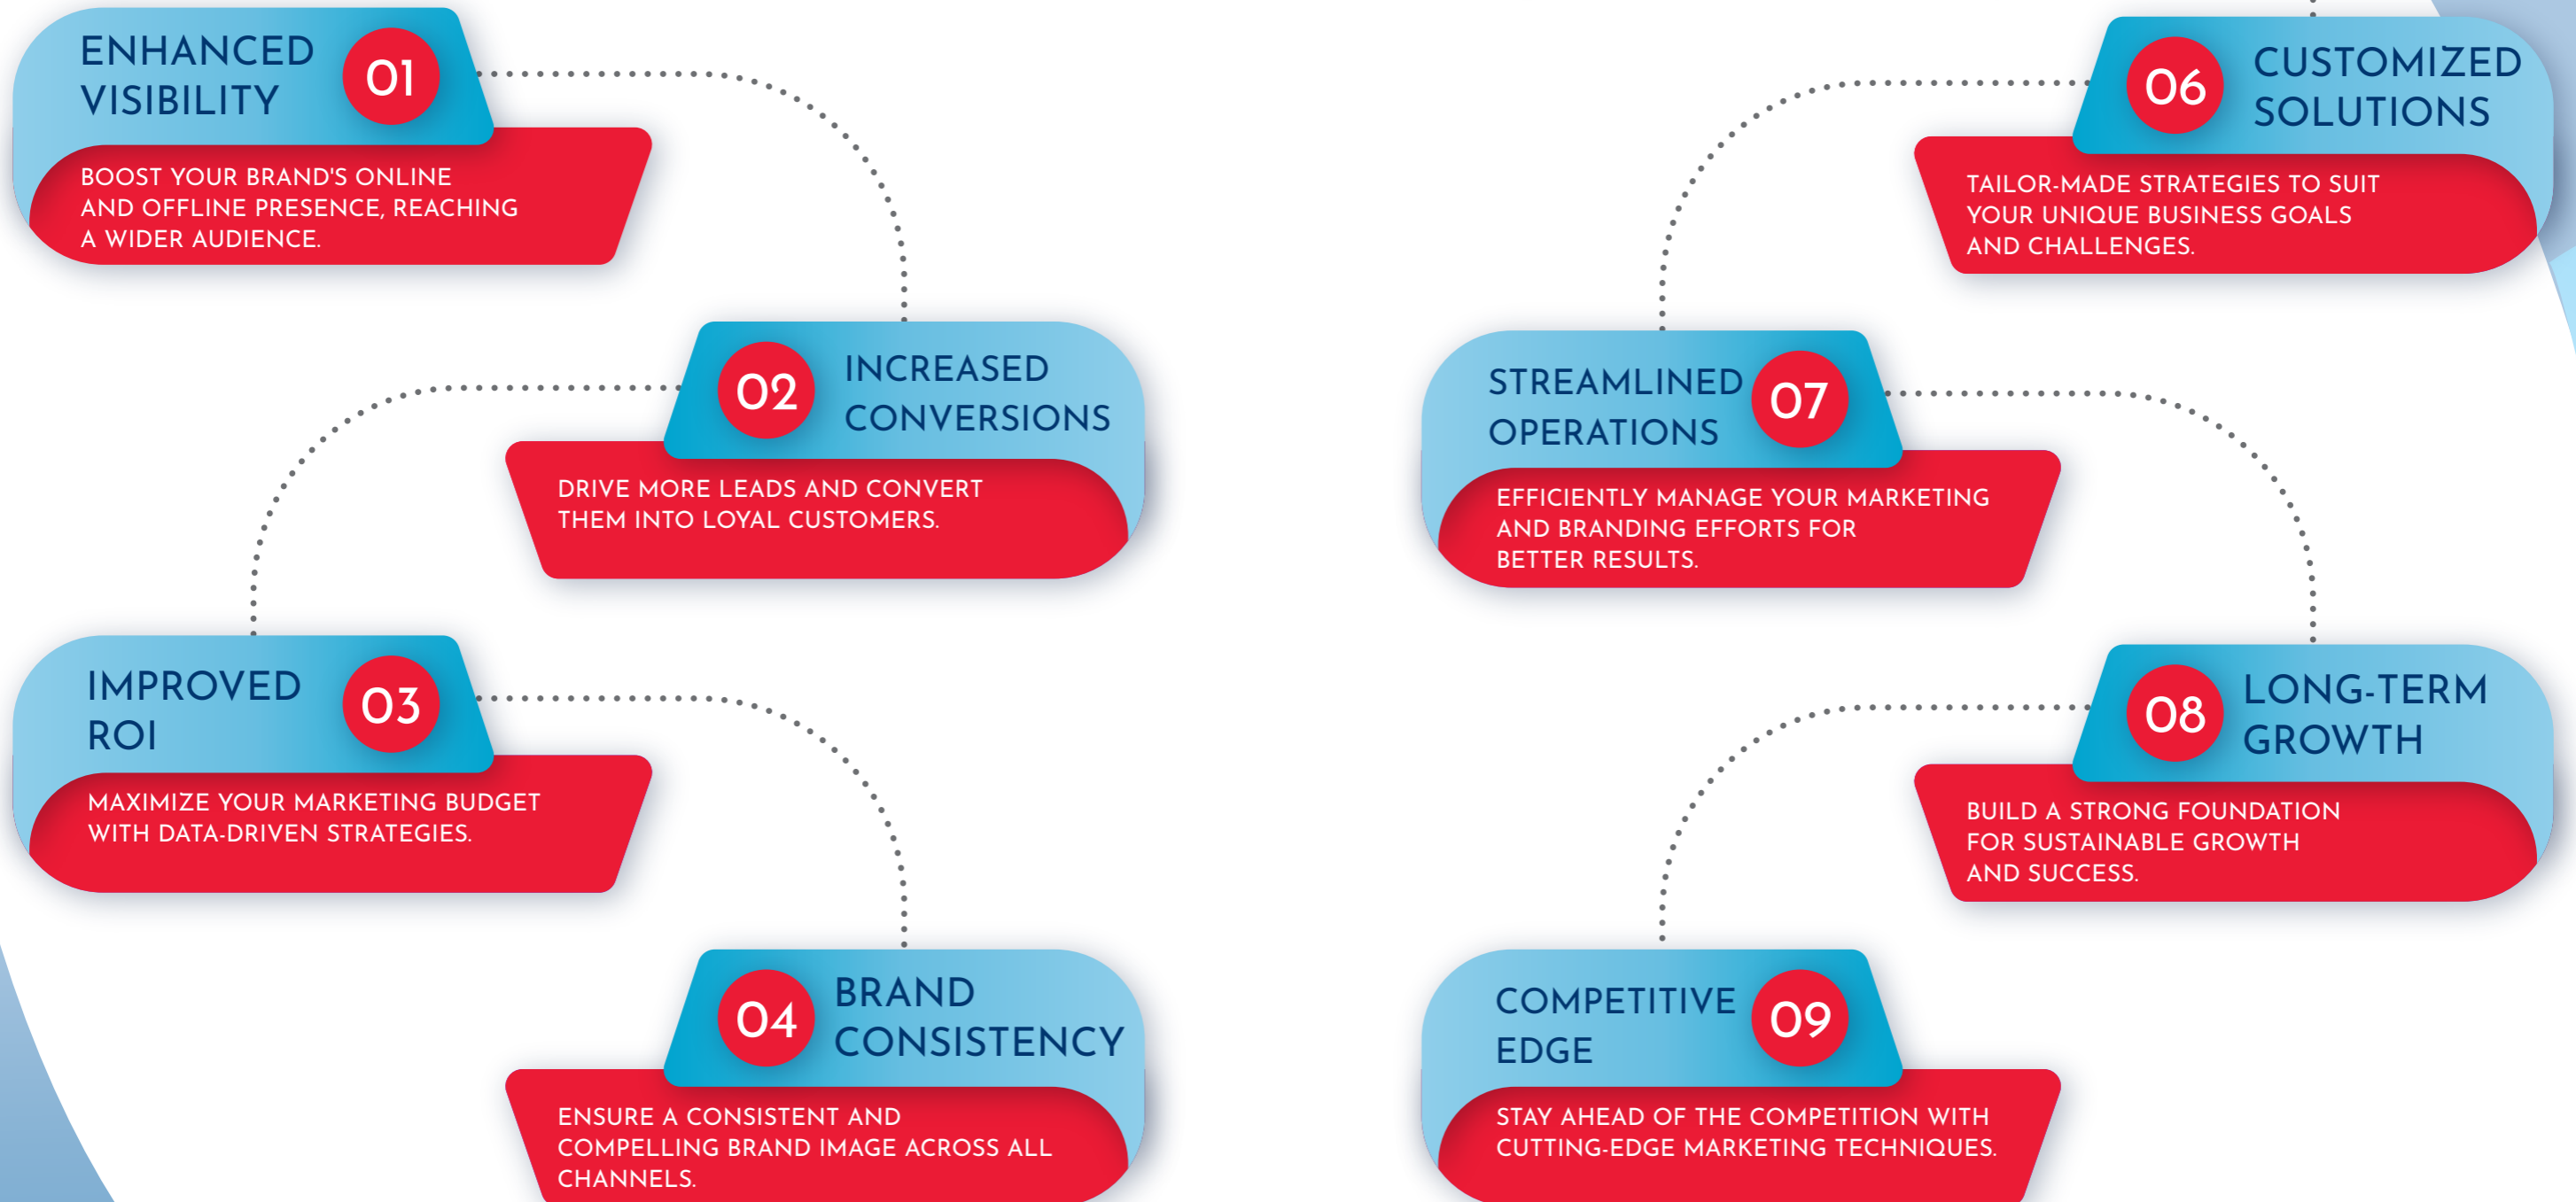 ENHANCED
VISIBILITY
01
BOOST YOUR BRAND'S ONLINE
AND OFFLINE PRESENCE, REACHING
A WIDER AUDIENCE.
02
INCREASED
CONVERSIONS
DRIVE MORE LEADS AND CONVERT
THEM INTO LOYAL CUSTOMERS.
IMPROVED
ROI
03
MAXIMIZE YOUR MARKETING BUDGET
WITH DATA-DRIVEN STRATEGIES.
04
BRAND
CONSISTENCY
ENSURE A CONSISTENT AND
COMPELLING BRAND IMAGE ACROSS ALL
CHANNELS.
06
CUSTOMIZED
SOLUTIONS
TAILOR-MADE STRATEGIES TO SUIT
YOUR UNIQUE BUSINESS GOALS
AND CHALLENGES.
STREAMLINED
OPERATIONS
07
EFFICIENTLY MANAGE YOUR MARKETING
AND BRANDING EFFORTS FOR
BETTER RESULTS.
08
LONG-TERM
GROWTH
BUILD A STRONG FOUNDATION
FOR SUSTAINABLE GROWTH
AND SUCCESS.
COMPETITIVE
EDGE
09
STAY AHEAD OF THE COMPETITION WITH
CUTTING-EDGE MARKETING TECHNIQUES.